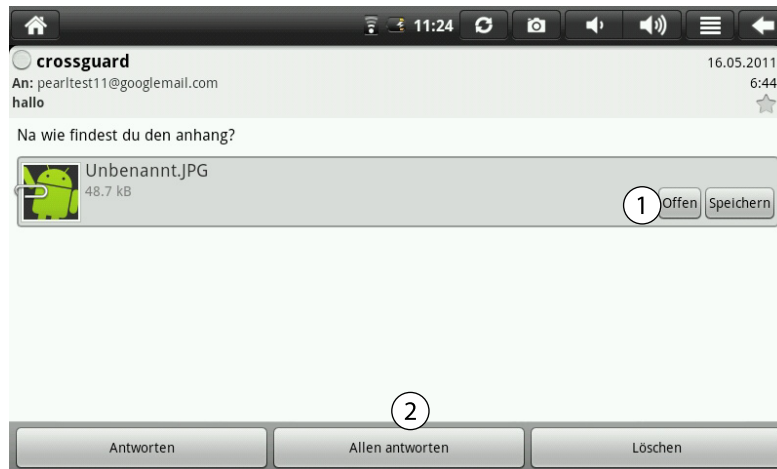 11:24
crossguard 16.05.2011
An: pearltest11@googlemail.com 6:44
hallo
Na wie findest du den anhang?
Unbenannt.JPG
48.7 kB
1 Offen Speichern
2
Antworten Allen antworten Löschen